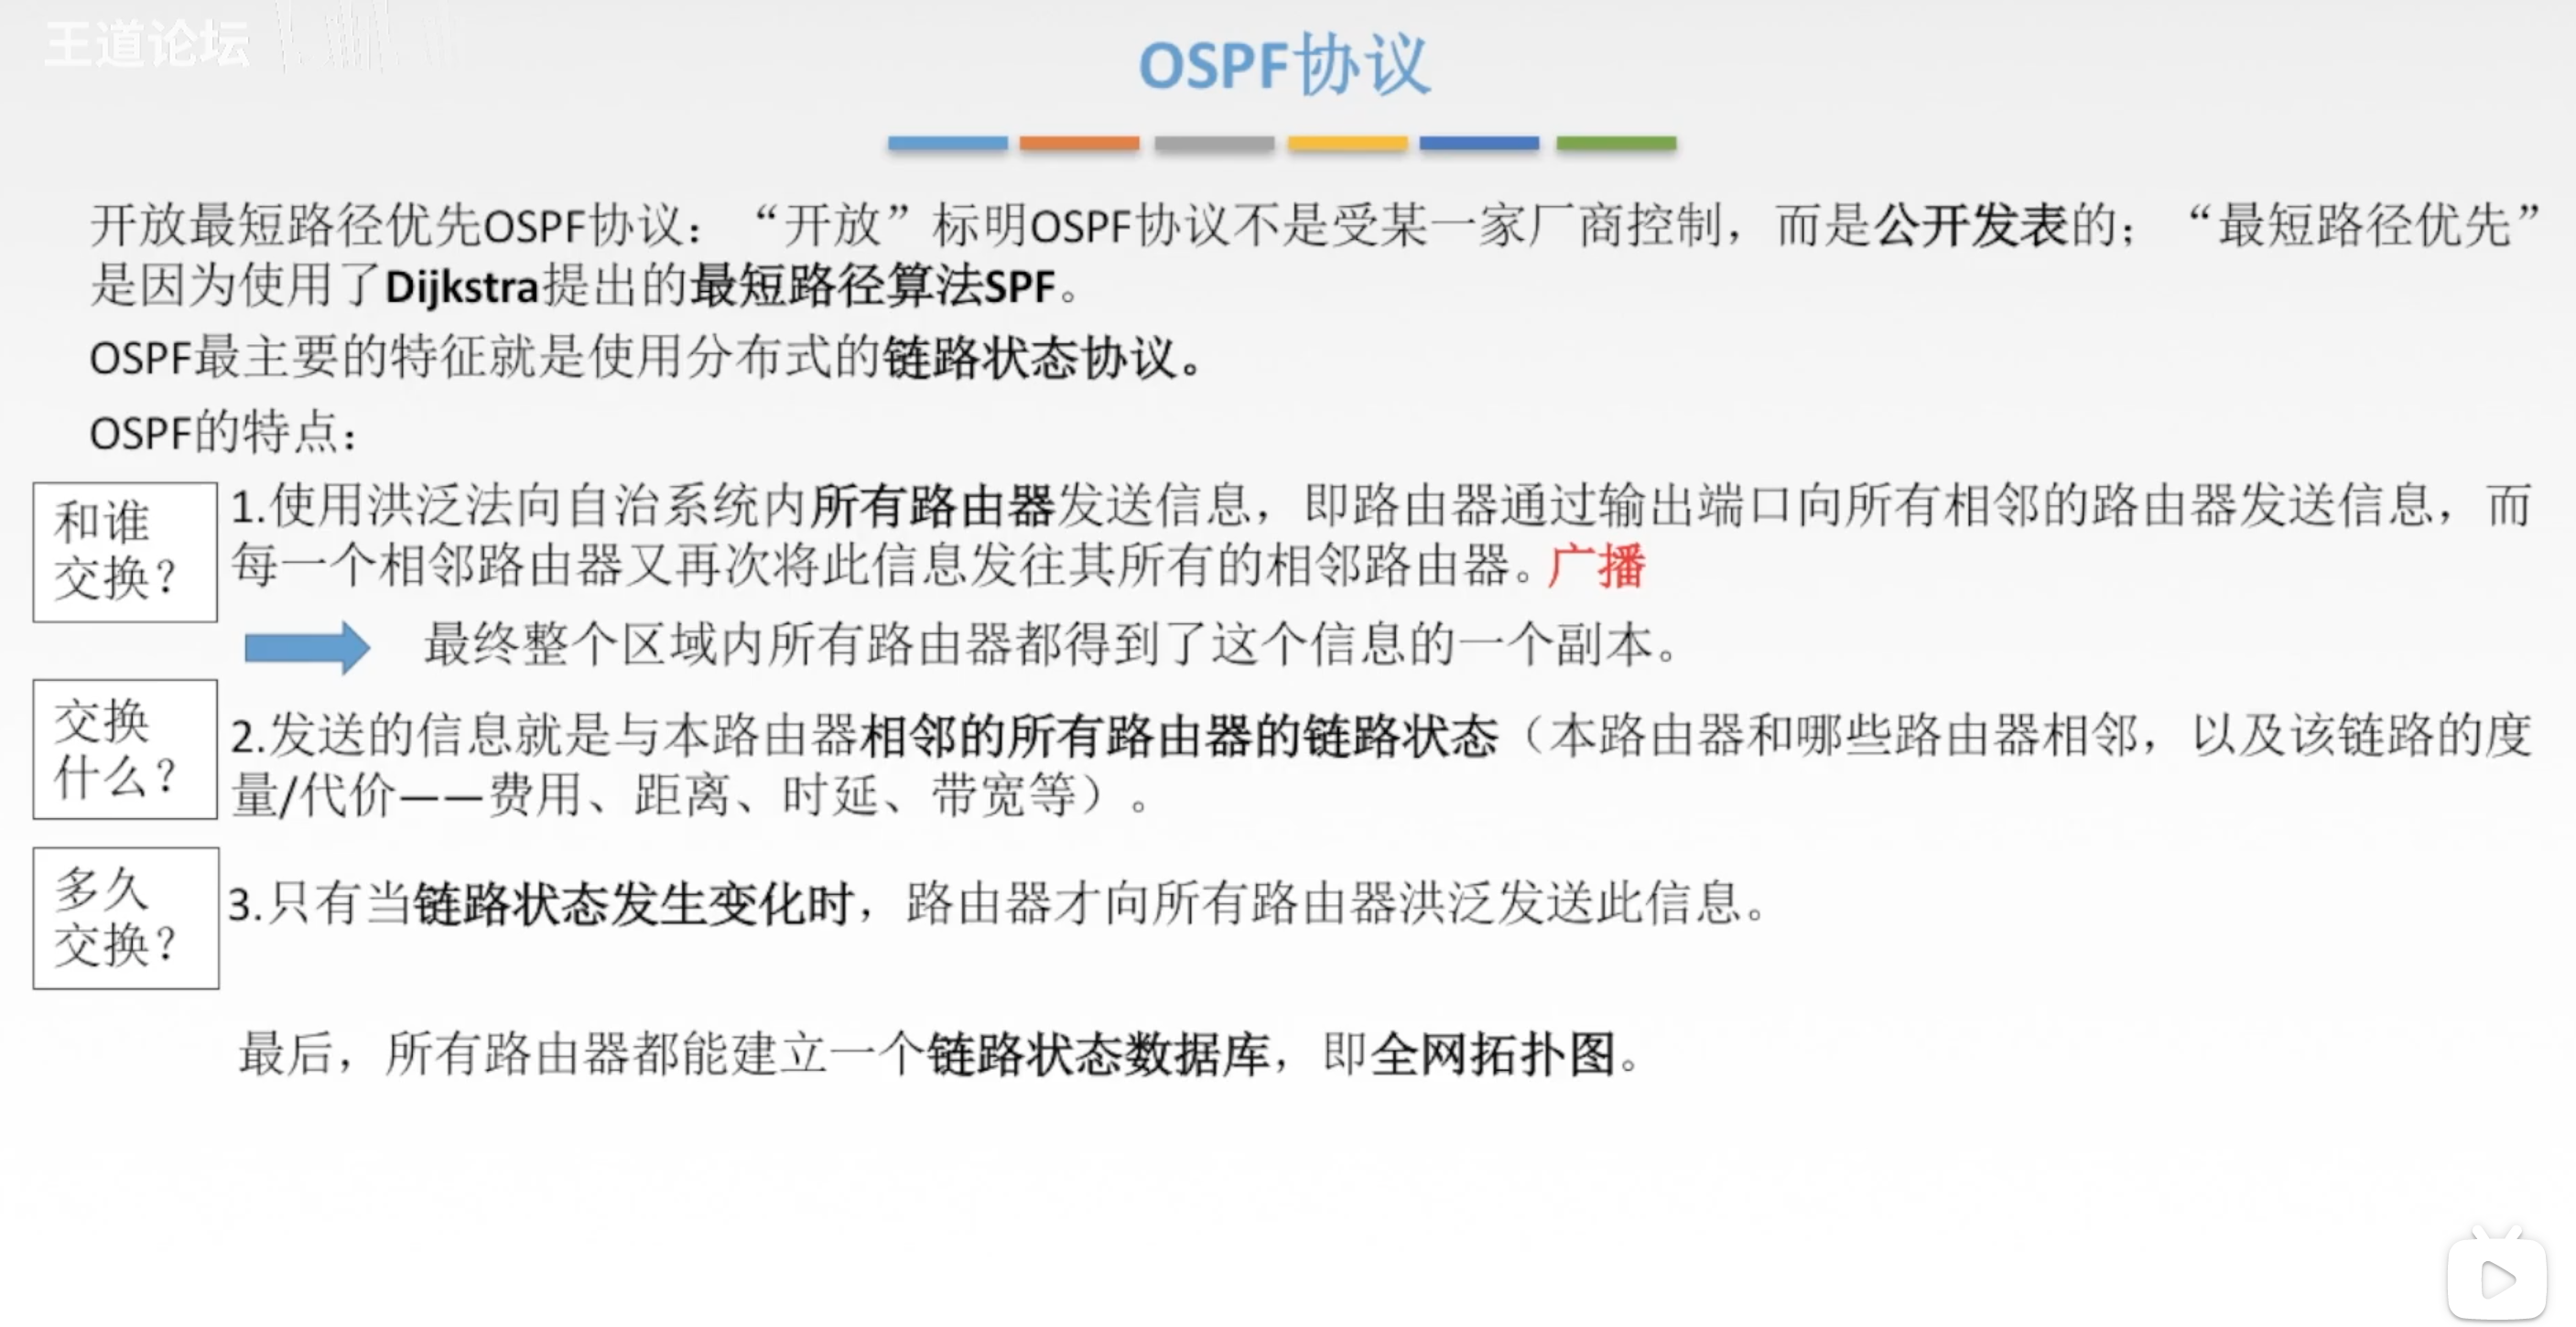 王道论坛
OSPF协议
开放最短路径优先OSPF协议：“开放”标明OSPF协议不是受某一家厂商控制，而是公开发表的；“最短路径优先”
是因为使用了Dijkstra提出的最短路径算法SPF。
OSPF最主要的特征就是使用分布式的链路状态协议。
OSPF的特点：
和谁
交换？
1.使用洪泛法向自治系统内所有路由器发送信息，即路由器通过输出端口向所有相邻的路由器发送信息，而
每一个相邻路由器又再次将此信息发往其所有的相邻路由器。广播
最终整个区域内所有路由器都得到了这个信息的一个副本。
交换
什么？
2.发送的信息就是与本路由器相邻的所有路由器的链路状态（本路由器和哪些路由器相邻，以及该链路的度
量/代价——费用、距离、时延、带宽等）。
多久
交换？
3.只有当链路状态发生变化时，路由器才向所有路由器洪泛发送此信息。
最后，所有路由器都能建立一个链路状态数据库，即全网拓扑图。